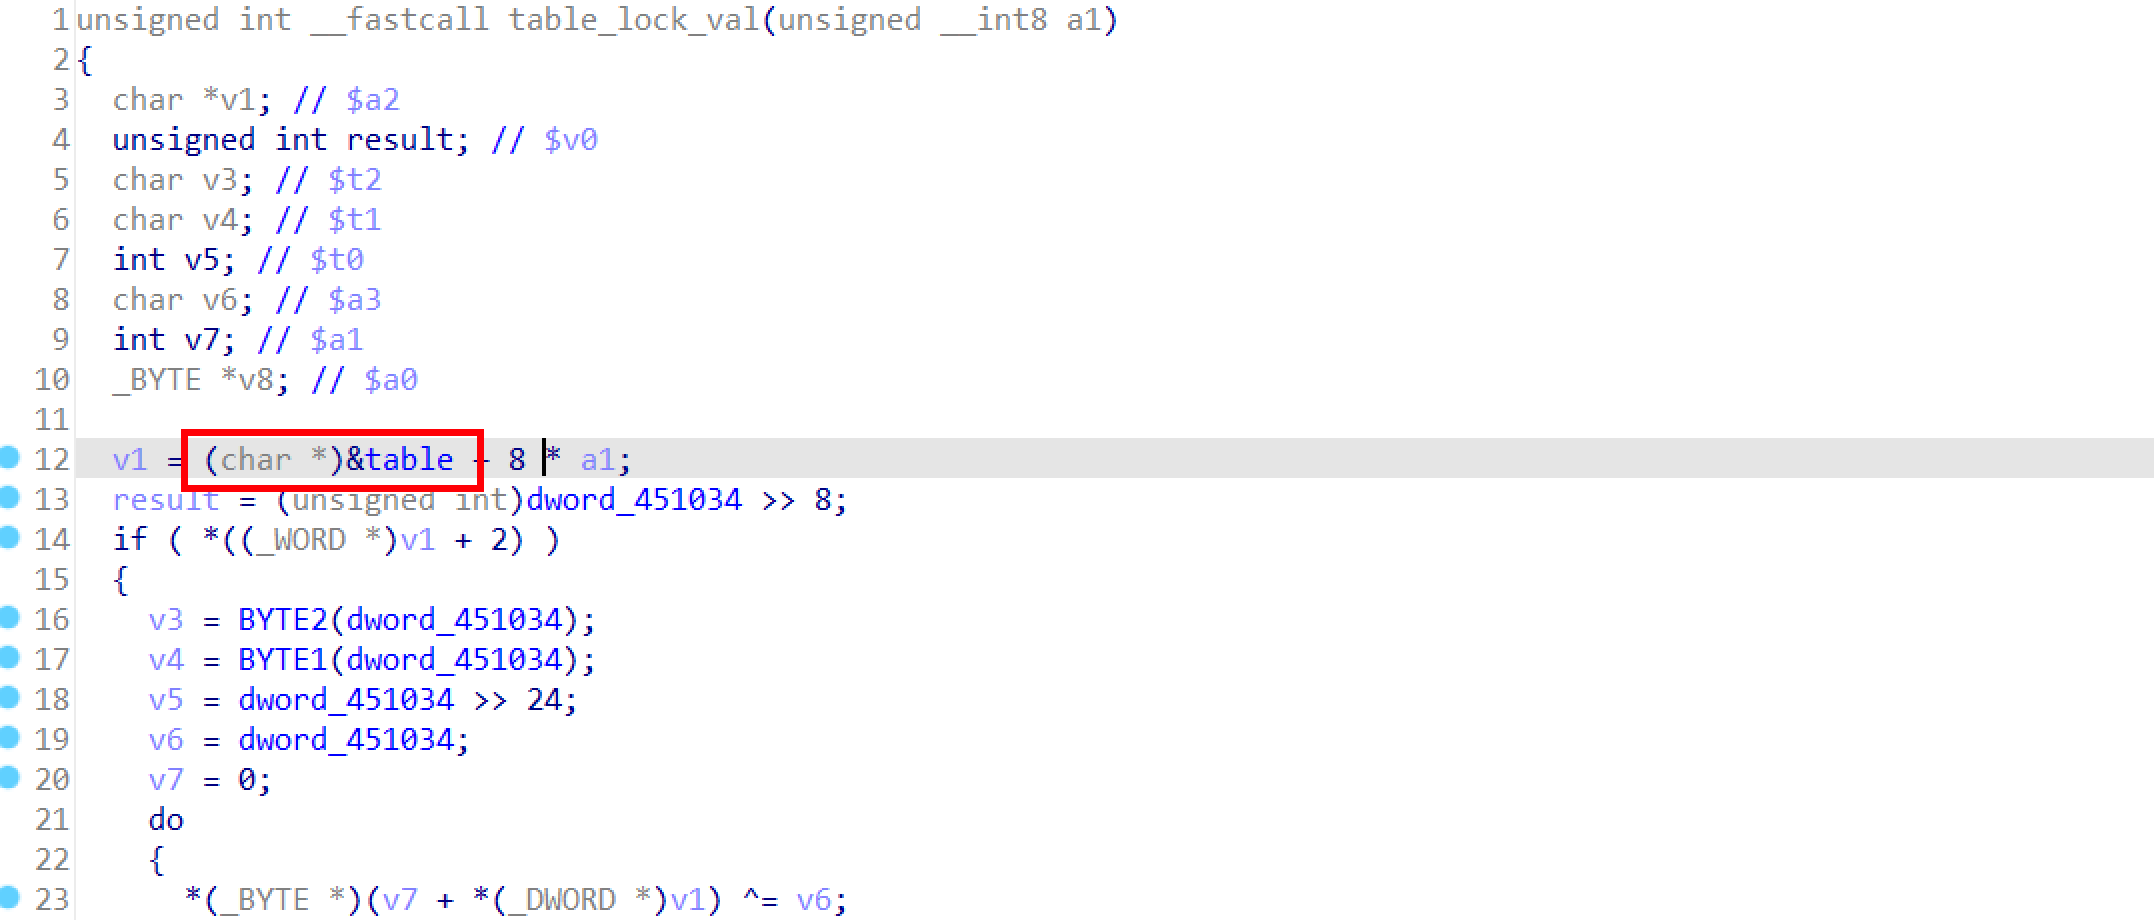 1 unsigned int __fastcall table_lock_val(unsigned __int8 a1)
2 {
3 char *v1; // $a2
4 unsigned int result; // $v0
5 char v3; // $t2
6 char v4; // $t1
7 int v5; // $t0
8 char v6; // $a3
9 int v7; // $a1
10 _BYTE *v8; // $a0
11
12 v1 = (char *)&table + 8 * a1;
13 result = (unsigned int)dword_451034 >> 8;
14 if ( *((_WORD *)v1 + 2) )
15 {
16 v3 = BYTE2(dword_451034);
17 v4 = BYTE1(dword_451034);
18 v5 = dword_451034 >> 24;
19 v6 = dword_451034;
20 v7 = 0;
21 do
22 {
23 *(_BYTE *)(v7 + *(_DWORD *)v1) ^= v6;